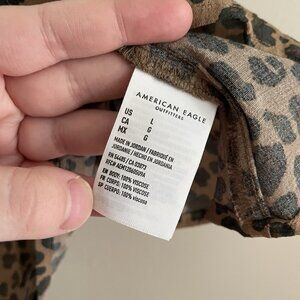 AMERICAN EAGLE
OUTFITTERS
US L
CA G
MX G
MADE IN JORDAN / FABRIQUÉ EN
JORDANIE / HECHO EN JORDAN
EN BODY: 100% VISCOSE
FR CORPS: 100% VISCOSE
SP CUERPO: 100% viscosa